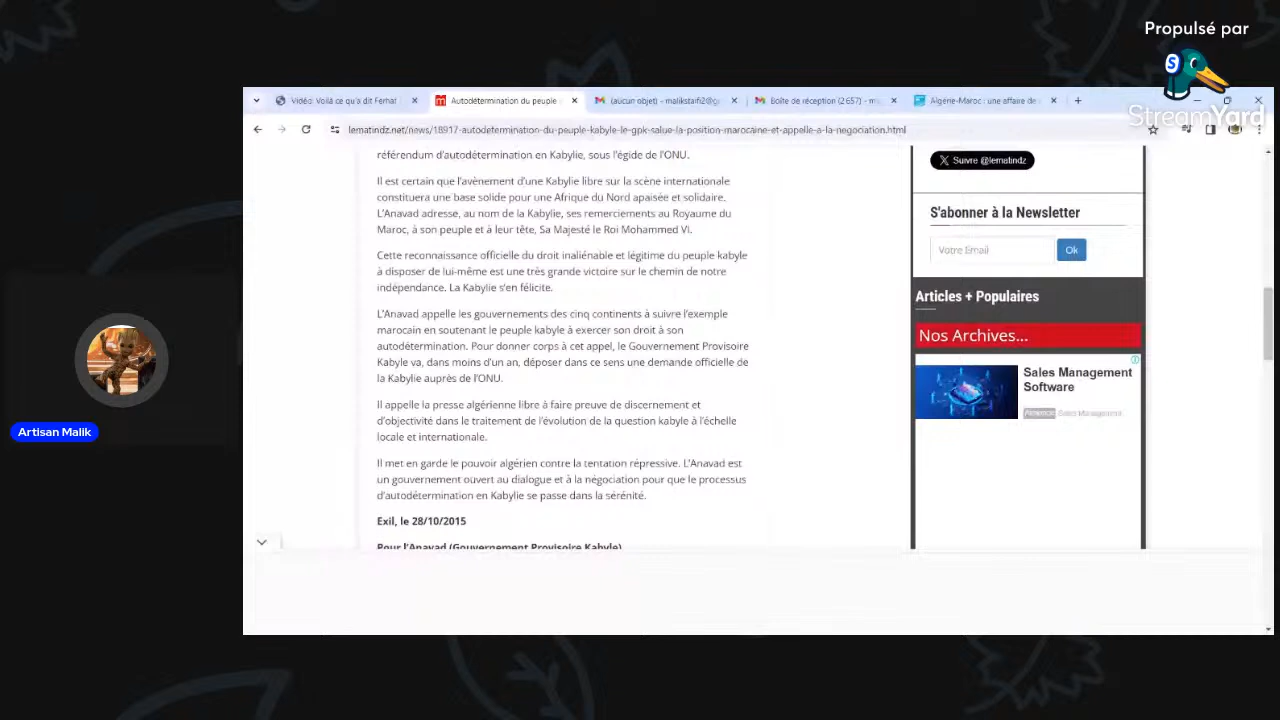 Propulsé par
StreamYard
Vidéo: Voilà ce qu'a dit Ferhat
Autodétermination du peuple
(aucun objet) - malikstaifi2@g
Boîte de réception (2 657) - m
Algérie-Maroc : une affaire de
lematindz.net/news/18917-autodetermination-du-peuple-kabyle-le-gpk-salue-la-position-marocaine-et-appelle-a-la-negociation.html
référendum d'autodétermination en Kabylie, sous l'égide de l'ONU.
Il est certain que l'avènement d'une Kabylie libre sur la scène internationale
constituera une base solide pour une Afrique du Nord apaisée et solidaire.
L'Anavad adresse, au nom de la Kabylie, ses remerciements au Royaume du
Maroc, à son peuple et à leur tête, Sa Majesté le Roi Mohammed VI.
Cette reconnaissance officielle du droit inaliénable et légitime du peuple kabyle
à disposer de lui-même est une très grande victoire sur le chemin de notre
indépendance. La Kabylie s'en félicite.
L'Anavad appelle les gouvernements des cinq continents à suivre l'exemple
marocain en soutenant le peuple kabyle à exercer son droit à son
autodétermination. Pour donner corps à cet appel, le Gouvernement Provisoire
Kabyle va, dans moins d'un an, déposer dans ce sens une demande officielle de
la Kabylie auprès de l'ONU.
Il appelle la presse algérienne libre à faire preuve de discernement et
d'objectivité dans le traitement de l'évolution de la question kabyle à l'échelle
locale et internationale.
Il met en garde le pouvoir algérien contre la tentation répressive. L'Anavad est
un gouvernement ouvert au dialogue et à la négociation pour que le processus
d'autodétermination en Kabylie se passe dans la sérénité.
Exil, le 28/10/2015
Pour l'Anavad (Gouvernement Provisoire Kabyle)
Suivre @lematindz
S'abonner à la Newsletter
Votre Email
Ok
Articles + Populaires
Nos Archives...
Sales Management
Software
Sales Management
Artisan Malik